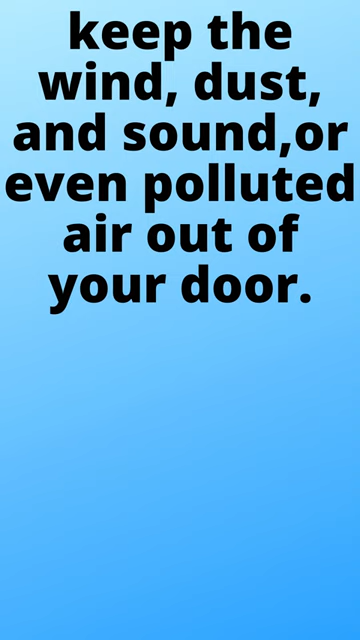 keep the
wind, dust,
and sound,or
even polluted
air out of
your door.